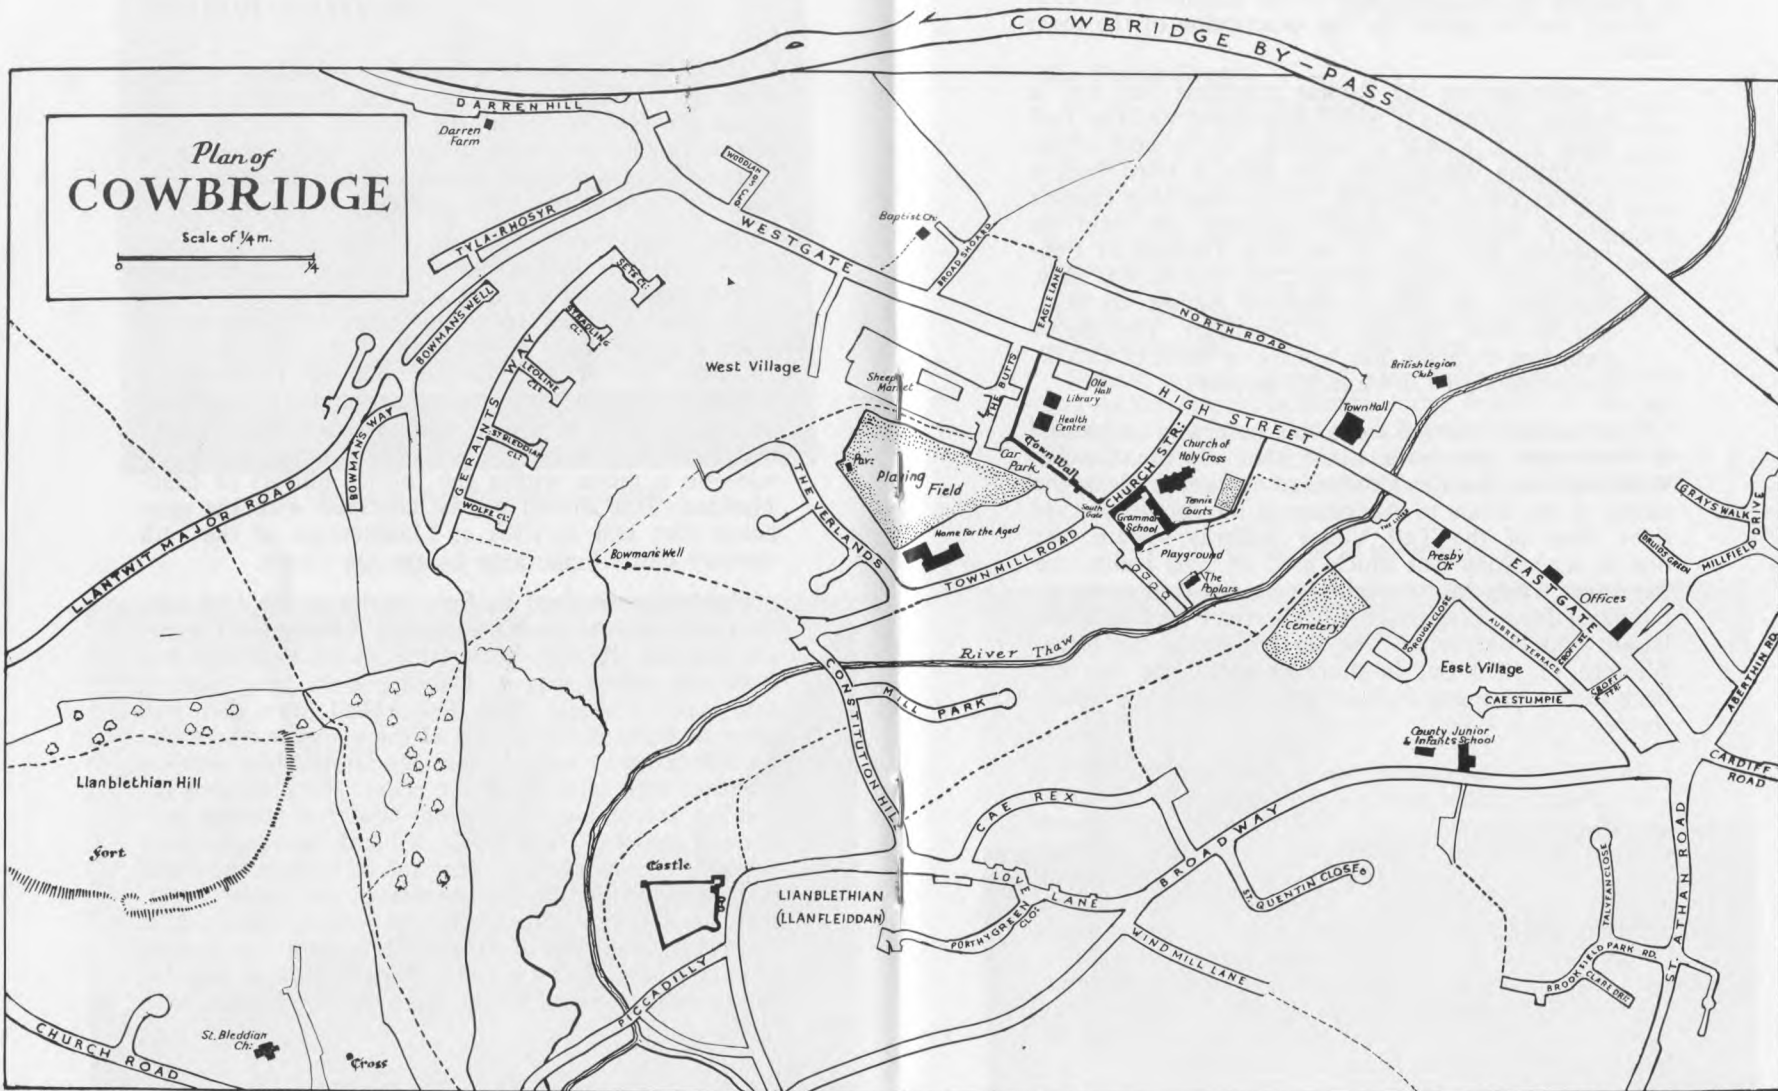 COWBRIDGE BY-PASS
Plan of
COWBRIDGE
Scale of ¼ m.
0 ¼
DARREN HILL
Darren
Farm
TYLA-RHOSYR
BOWMANS WELL
BOWMANS WAY
LLANTWIT MAJOR ROAD
GERAINTS WAY
STRADLING
CL:
LEOLINE
CL:
ST BLEDDIAN
CL:
WOLFE CL:
WESTGATE
West Village
Baptist Ch:
BROAD SHOARD
EAGLE LANE
NORTH ROAD
HIGH STREET
British Legion
Club
Town Hall
Sheep
Market
THE BUTTS
Old
Hall
Library
Health
Centre
Town Wall
Car
Park
CHURCH STR:
Church of
Holy Cross
Tennis
Courts
South
Gate
Grammar
School
Playground
The
Poplars
Pav:
Playing
Field
Home For the Aged
THE VERLANDS
TOWN MILL ROAD
Bowman's Well
River Thaw
Cemetery
Presby
Ch:
EASTGATE
Offices
GRAYS WALK
DRUIDS GREEN
MILLFIELD DRIVE
ABERTHIN RD.
AUBREY TERRACE
CROFT ST.
CROFT
TER.
East Village
CAE STUMPIE
County Junior
& Infants School
CARDIFF
ROAD
CONSTITUTION HILL
MILL PARK
CAE REX
BROADWAY
ST. QUENTIN CLOSE
LOVE LANE
PORTHYGREEN
CLO:
WINDMILL LANE
TALYFAN CLOSE
BROOKFIELD PARK RD.
ST. ATHAN ROAD
Llanblethian Hill
Fort
Castle
LLANBLETHIAN
(LLANFLEIDDAN)
PICCADILLY
St. Bleddian
Ch:
Cross
CHURCH ROAD